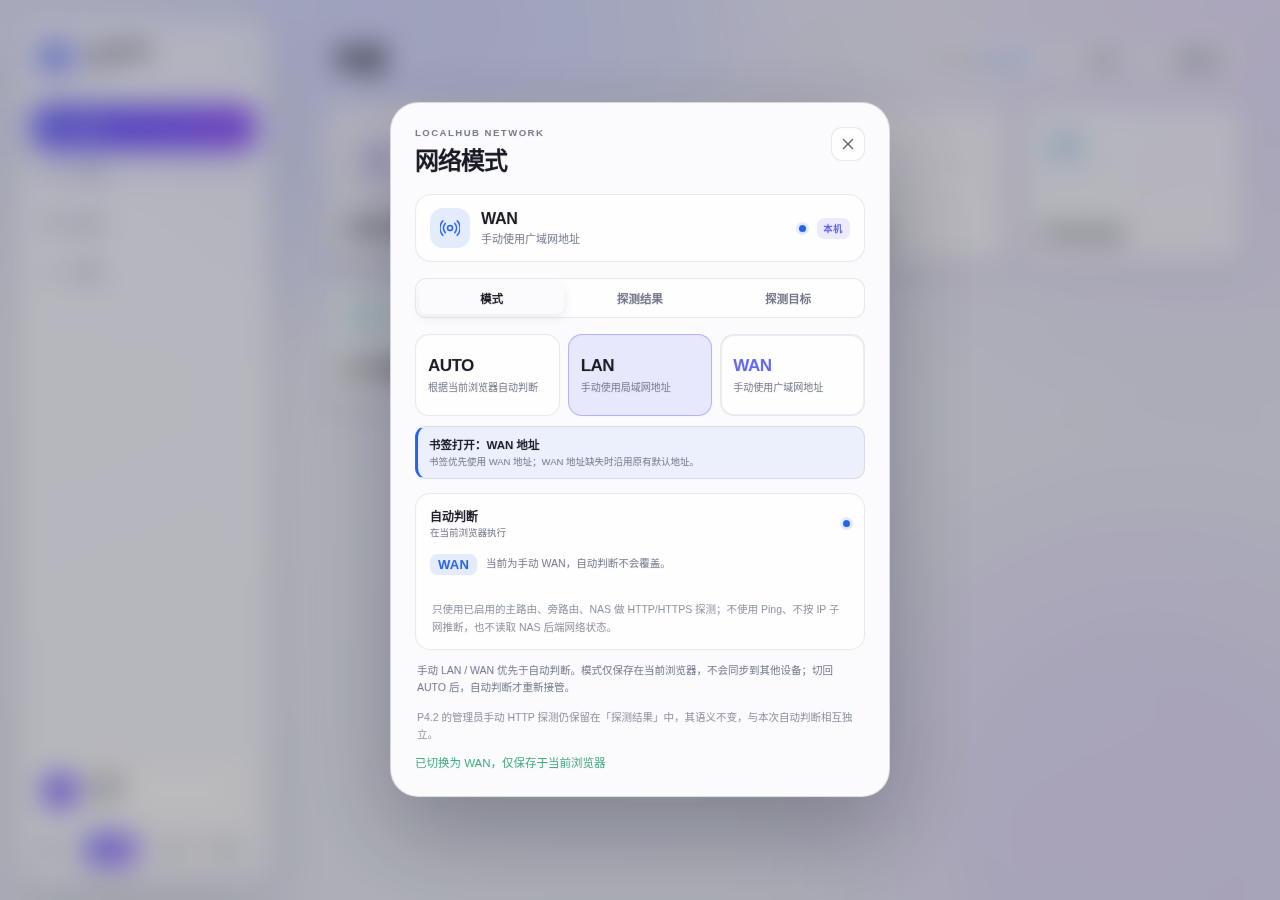 LOCALHUB NETWORK
网络模式
WAN
手动使用广域网地址
本机
模式
探测结果
探测目标
AUTO
根据当前浏览器自动判断
LAN
手动使用局域网地址
WAN
手动使用广域网地址
书签打开：WAN 地址
书签优先使用 WAN 地址；WAN 地址缺失时沿用原有默认地址。
自动判断
在当前浏览器执行
WAN
当前为手动 WAN，自动判断不会覆盖。
只使用已启用的主路由、旁路由、NAS 做 HTTP/HTTPS 探测；不使用 Ping、不按 IP 子
网推断，也不读取 NAS 后端网络状态。
手动 LAN / WAN 优先于自动判断。模式仅保存在当前浏览器，不会同步到其他设备；切回
AUTO 后，自动判断才重新接管。
P4.2 的管理员手动 HTTP 探测仍保留在「探测结果」中，其语义不变，与本次自动判断相互独
立。
已切换为 WAN，仅保存于当前浏览器